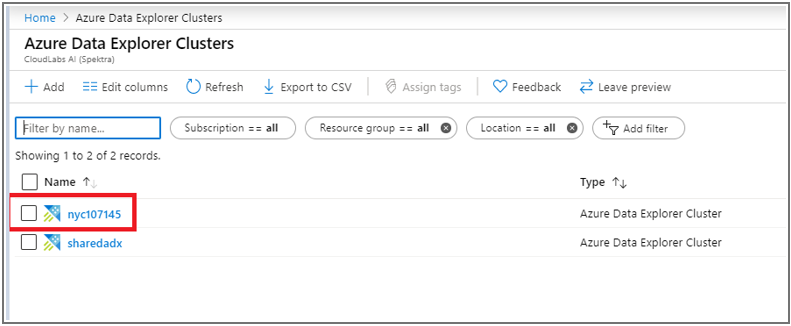 Home > Azure Data Explorer Clusters
Azure Data Explorer Clusters
CloudLabs AI (Spektra)
Add Edit columns Refresh Export to CSV Assign tags Feedback Leave preview
Filter by name... Subscription == all Resource group == all Location == all Add filter
Showing 1 to 2 of 2 records.
Name Type
nyc107145 Azure Data Explorer Cluster
sharedadx Azure Data Explorer Cluster